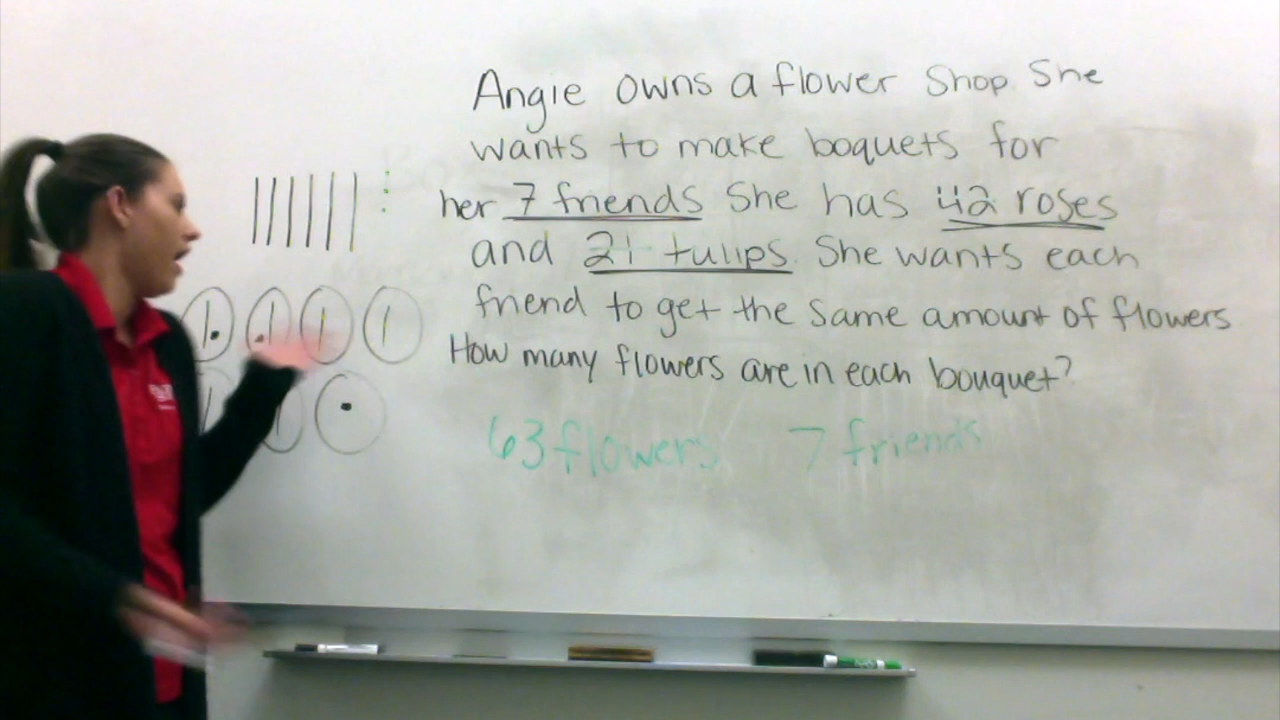 Angie owns a flower shop. She
wants to make boquets for
her 7 friends She has 42 roses
and 21 tulips. She wants each
friend to get the same amount of flowers
How many flowers are in each bouquet?
63 flowers 7 friends